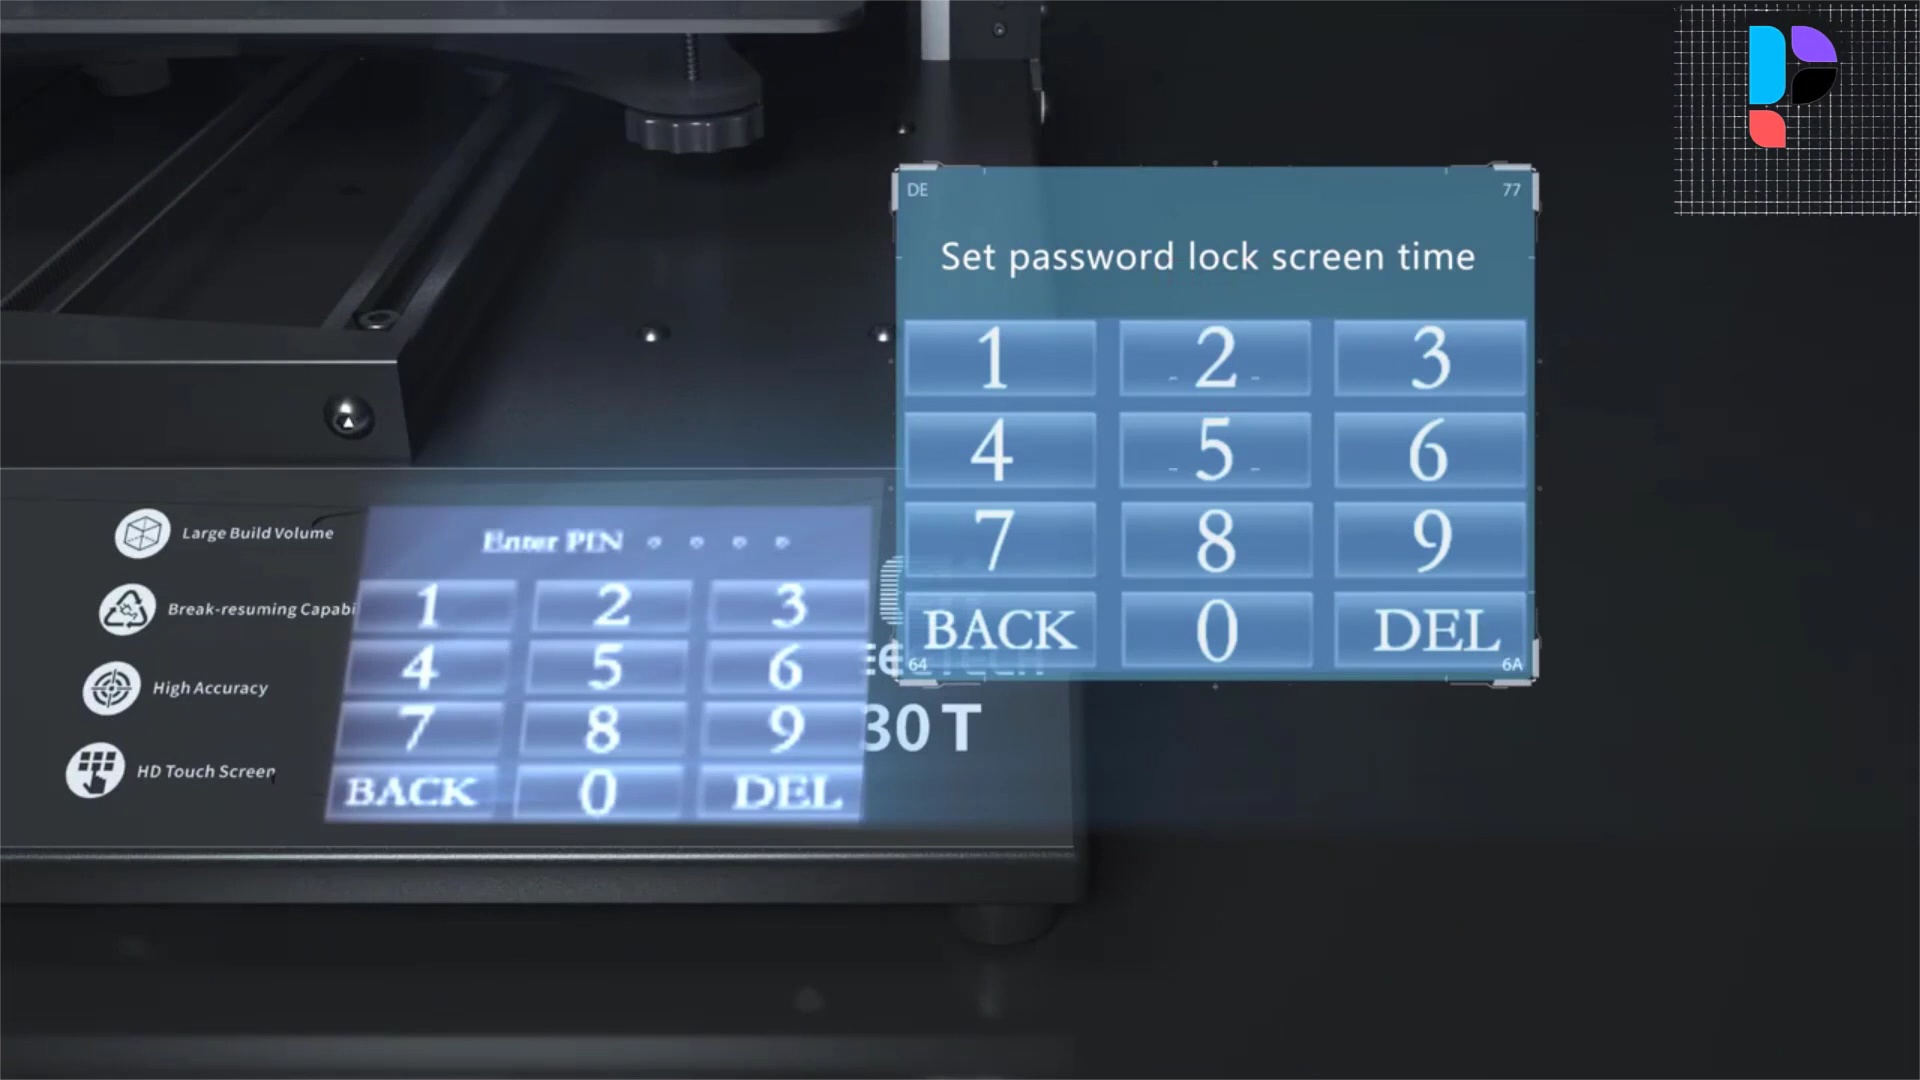 DE
77
Set password lock screen time
1 2 3
4 5 6
7 8 9
BACK 0 DEL
64
6A
Large Build Volume
Break-resuming Capabi
High Accuracy
HD Touch Screen
Enter PIN
1 2 3
4 5 6
7 8 9
BACK 0 DEL
30 T